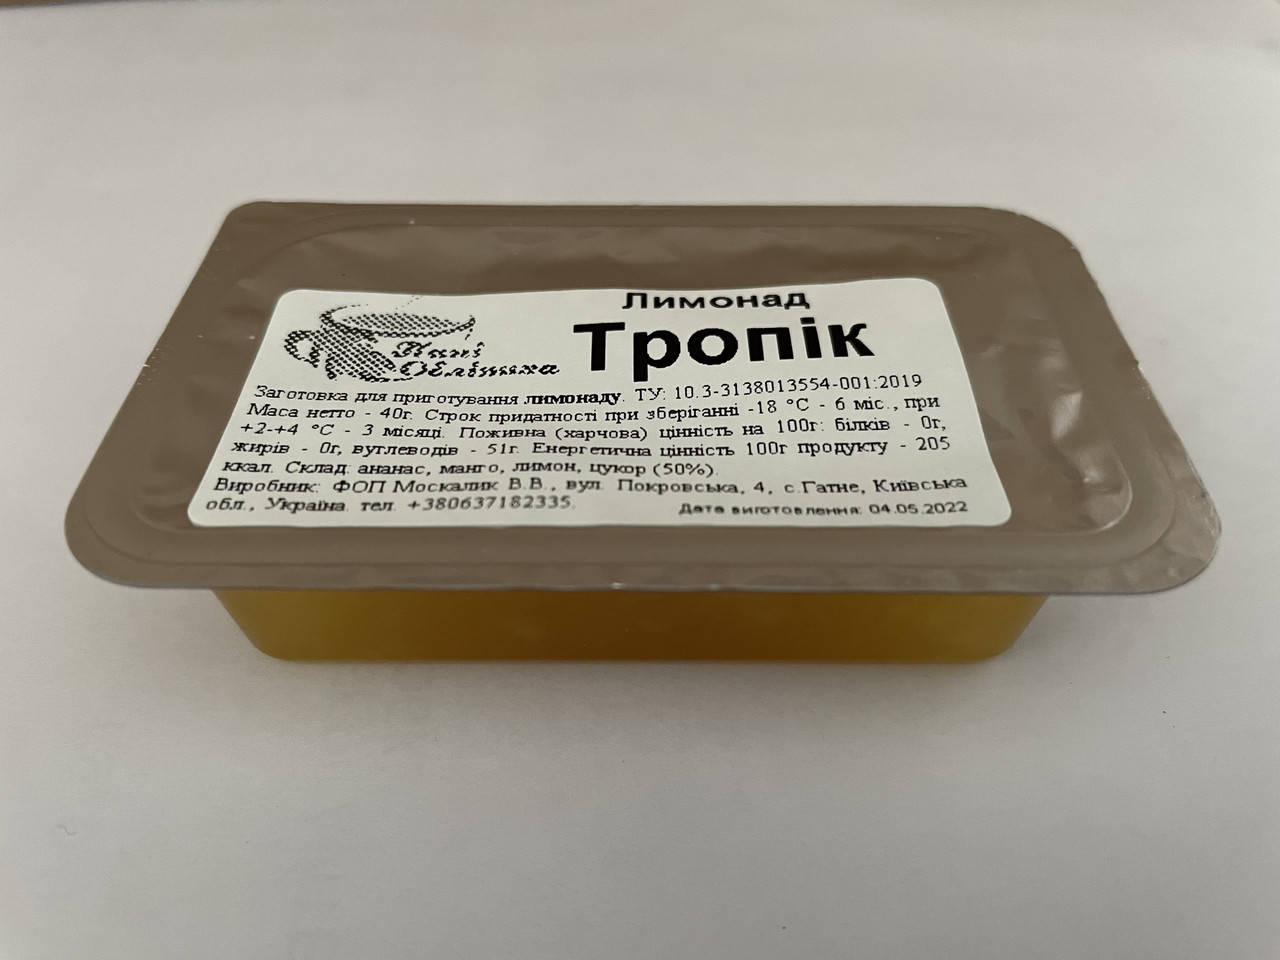 Лимонад
Тропік
Пані
Обліпиха
Заготовка для приготування лимонаду. ТУ: 10.3-3138013554-001:2019
Маса нетто - 40г. Строк придатності при зберіганні -18 °С - 6 міс., при
+2-+4 °С - 3 місяці. Поживна (харчова) цінність на 100г: білків - 0г,
жирів - 0г, вуглеводів - 51г. Енергетична цінність 100г продукту - 205
ккал. Склад: ананас, манго, лимон, цукор (50%).
Виробник: ФОП Москалик В.В., вул. Покровська, 4, с.Гатне, Київська
обл., Україна. тел. +380637182335.
Дата виготовлення: 04.05.2022